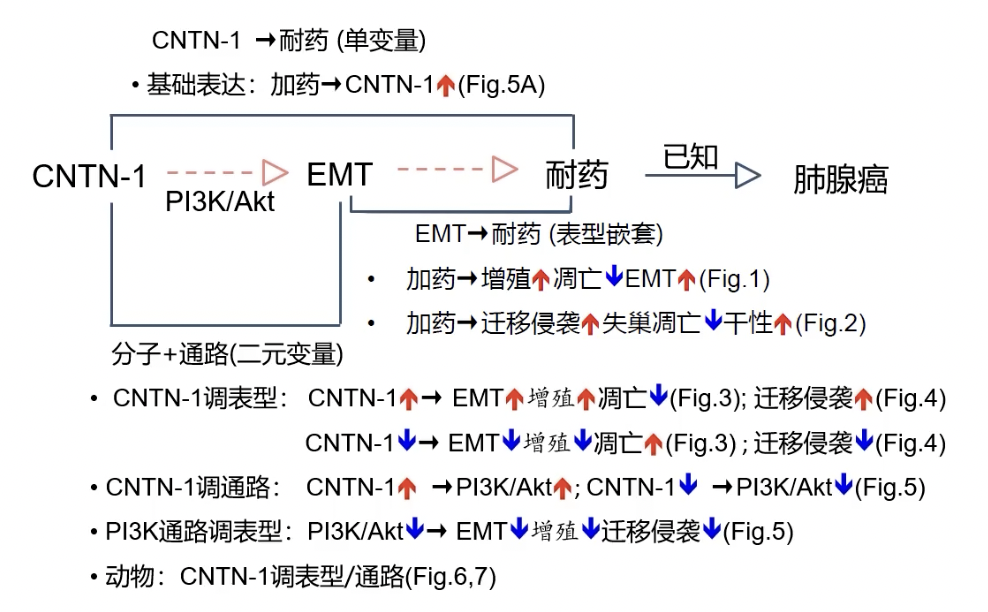 CNTN-1 →耐药 (单变量)
• 基础表达：加药→CNTN-1↑(Fig.5A)
CNTN-1 EMT 耐药 已知 肺腺癌
PI3K/Akt
EMT→耐药 (表型嵌套)
• 加药→增殖↑凋亡↓EMT↑(Fig.1)
• 加药→迁移侵袭↑失巢凋亡↓干性↑(Fig.2)
分子+通路(二元变量)
• CNTN-1调表型： CNTN-1↑→ EMT↑增殖↑凋亡↓(Fig.3); 迁移侵袭↑(Fig.4)
CNTN-1↓→ EMT↓增殖↓凋亡↑(Fig.3) ; 迁移侵袭↓(Fig.4)
• CNTN-1调通路： CNTN-1↑ →PI3K/Akt↑; CNTN-1↓ →PI3K/Akt↓(Fig.5)
• PI3K通路调表型：PI3K/Akt↓→ EMT↓增殖↓迁移侵袭↓(Fig.5)
• 动物：CNTN-1调表型/通路(Fig.6,7)